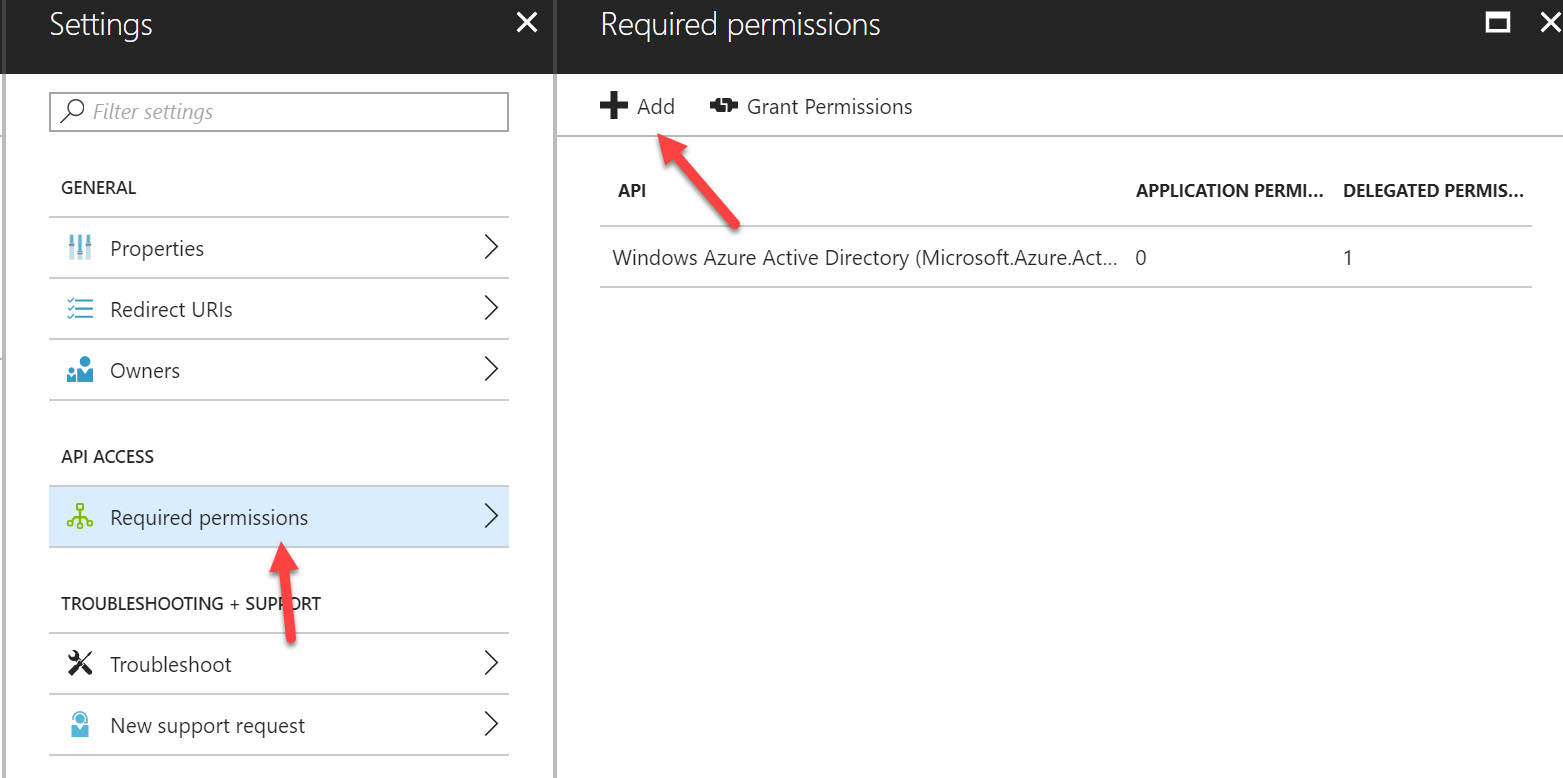 Settings
Filter settings
GENERAL
Properties
Redirect URIs
Owners
API ACCESS
Required permissions
TROUBLESHOOTING + SUPPORT
Troubleshoot
New support request
Required permissions
Add Grant Permissions
API APPLICATION PERMI... DELEGATED PERMIS...
Windows Azure Active Directory (Microsoft.Azure.Act... 0 1